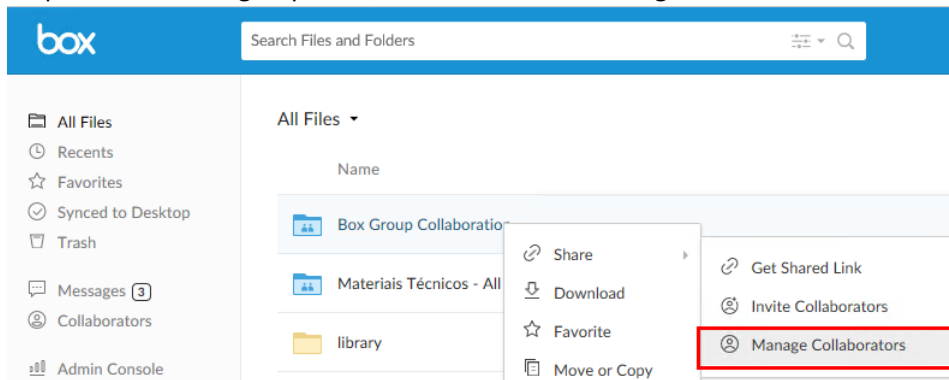 box
Search Files and Folders
All Files
Recents
Favorites
Synced to Desktop
Trash
Messages 3
Collaborators
Admin Console
All Files
Name
Box Group Collaboration
Materiais Técnicos - All
library
Share
Download
Favorite
Move or Copy
Get Shared Link
Invite Collaborators
Manage Collaborators